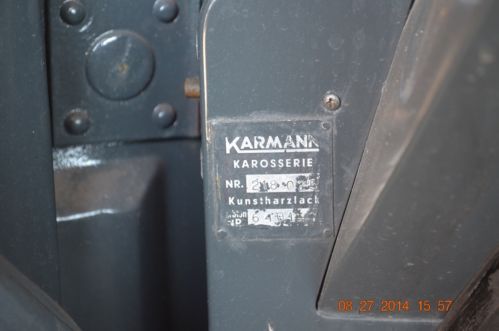 KARMANN
KAROSSERIE
NR.
Kunstharzlack
08-27-2014 15:57